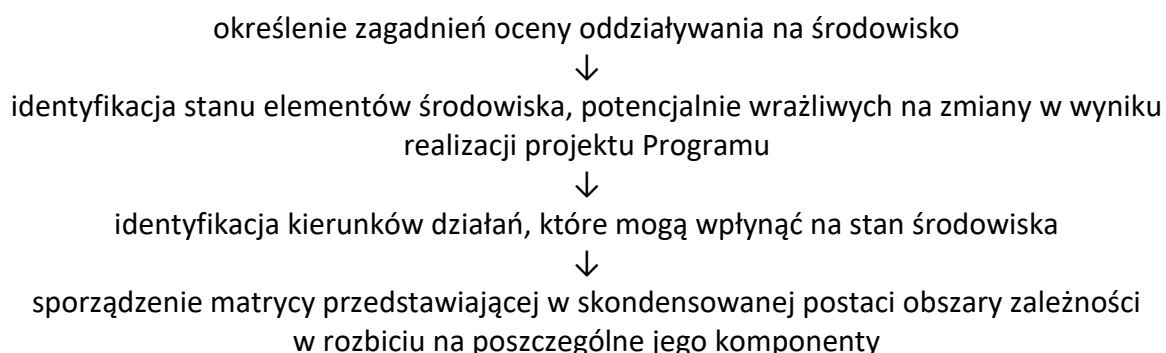 określenie zagadnień oceny oddziaływania na środowisko
↓
identyfikacja stanu elementów środowiska, potencjalnie wrażliwych na zmiany w wyniku
realizacji projektu Programu
↓
identyfikacja kierunków działań, które mogą wpłynąć na stan środowiska
↓
sporządzenie matrycy przedstawiającej w skondensowanej postaci obszary zależności
w rozbiciu na poszczególne jego komponenty